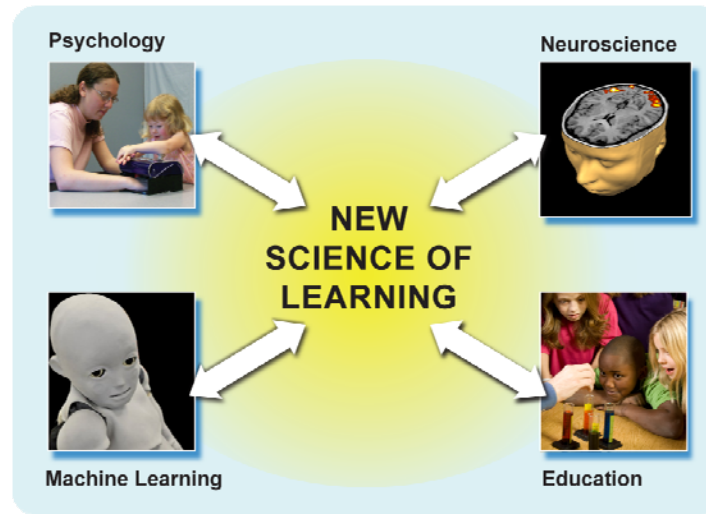 Psychology
Neuroscience
NEW
SCIENCE OF
LEARNING
Machine Learning
Education